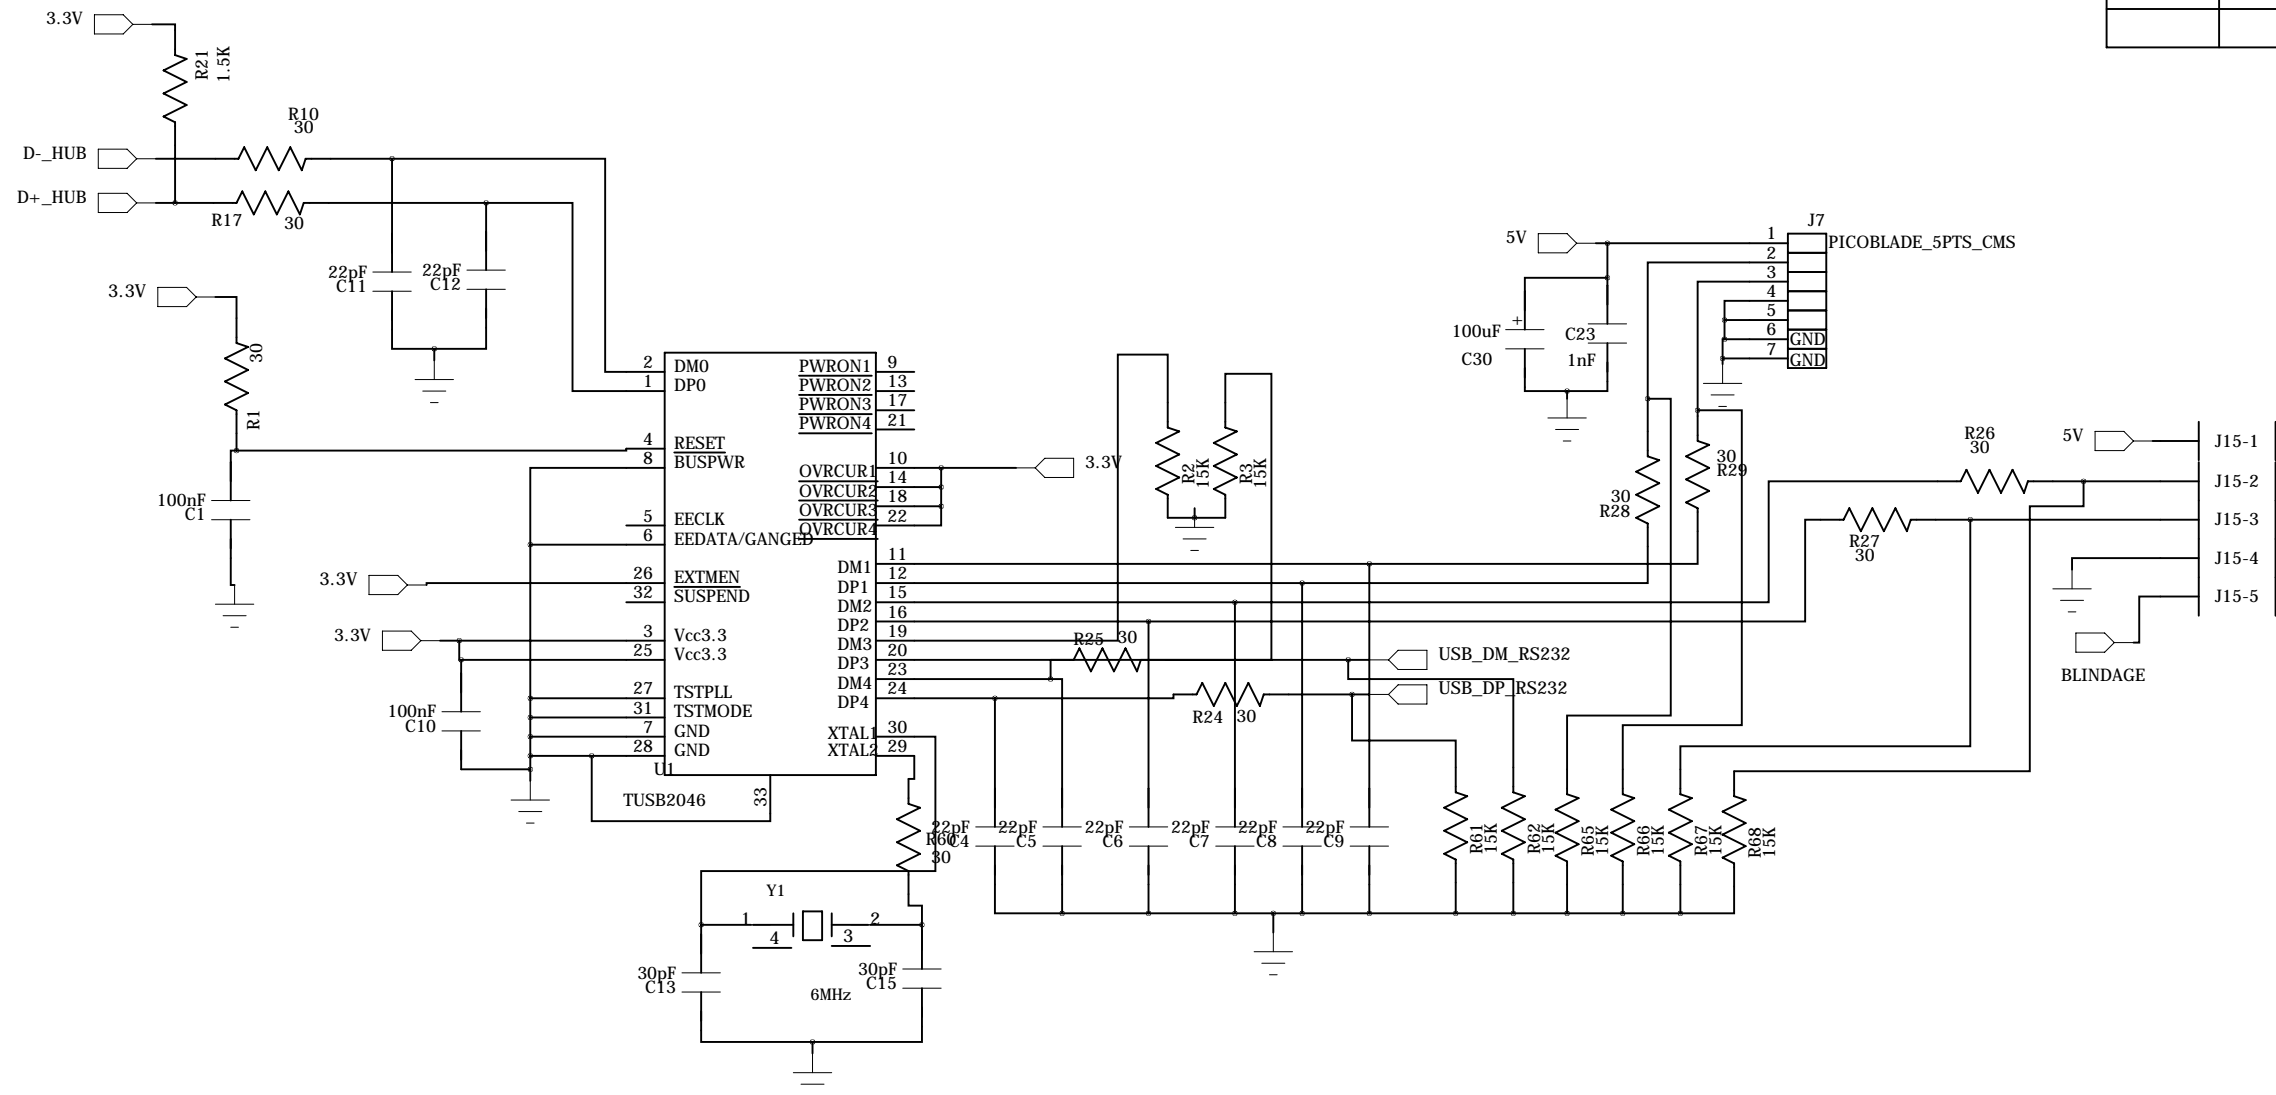 3.3V
R21
1.5K
R10
30
D-_HUB
D+_HUB
R17
30
22pF
C11
22pF
C12
3.3V
30
R1
100nF
C1
3.3V
3.3V
100nF
C10
2 DM0
1 DP0
4 RESET
8 BUSPWR
5 EECLK
6 EEDATA/GANGED
26 EXTMEN
32 SUSPEND
3 Vcc3.3
25 Vcc3.3
27 TSTPLL
31 TSTMODE
7 GND
28 GND
U1
TUSB2046
33
PWRON1 9
PWRON2 13
PWRON3 17
PWRON4 21
OVRCUR1 10
OVRCUR2 14
OVRCUR3 18
OVRCUR4 22
DM1 11
DP1 12
DM2 15
DP2 16
DM3 19
DP3 20
DM4 23
DP4 24
XTAL1 30
XTAL2 29
3.3V
R2
15K
R3
15K
R25 30
USB_DM_RS232
USB_DP_RS232
R24 30
R60
30
22pF
C4
22pF
C5
22pF
C6
22pF
C7
22pF
C8
22pF
C9
R61
15K
R62
15K
R65
15K
R66
15K
R67
15K
R68
15K
Y1
1
2
4
3
30pF
C13
6MHz
30pF
C15
5V
100uF
+
C30
C23
1nF
J7
PICOBLADE_5PTS_CMS
1
2
3
4
5
6 GND
7 GND
30
R28
30
R29
R26
30
R27
30
5V
J15-1
J15-2
J15-3
J15-4
J15-5
BLINDAGE